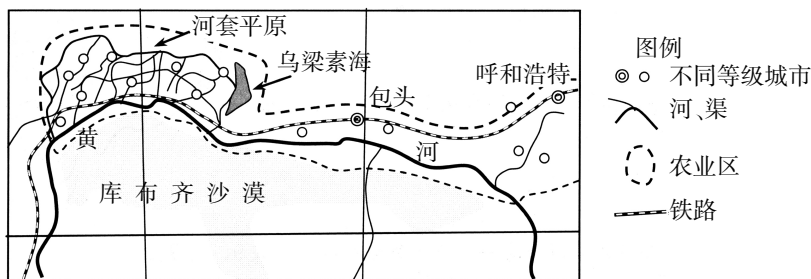 河套平原
乌梁素海
呼和浩特
包头
黄
河
库布齐沙漠
图例
不同等级城市
河、渠
农业区
铁路